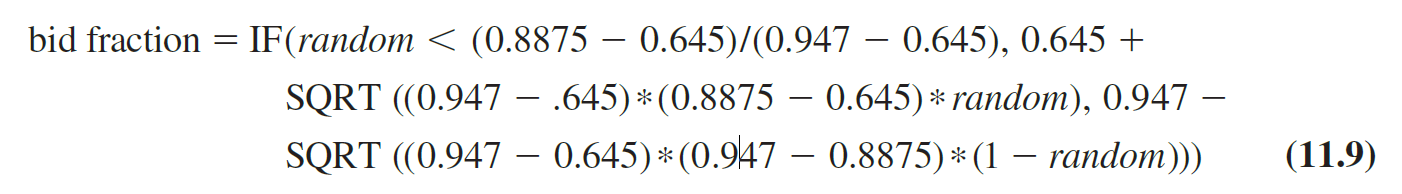 bid fraction = IF(random < (0.8875 − 0.645)/(0.947 − 0.645), 0.645 +
SQRT ((0.947 − .645)*(0.8875 − 0.645)*random), 0.947 −
SQRT ((0.947 − 0.645)*(0.947 − 0.8875)*(1 − random))) (11.9)